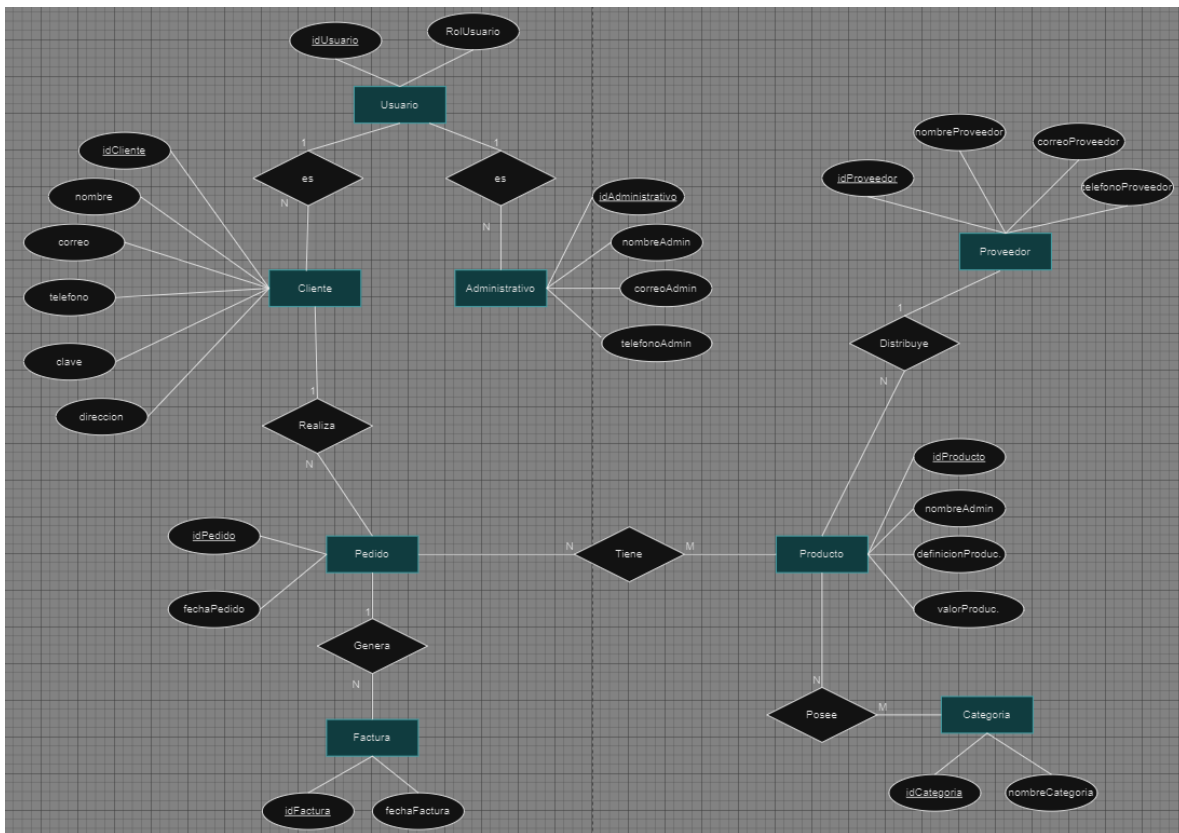 idUsuario
RolUsuario
Usuario
1
1
es
es
N
N
idCliente
nombre
correo
telefono
clave
direccion
Cliente
Administrativo
idAdministrativo
nombreAdmin
correoAdmin
telefonoAdmin
nombreProveedor
correoProveedor
idProveedor
telefonoProveedor
Proveedor
1
Distribuye
N
1
Realiza
N
idPedido
fechaPedido
Pedido
N
Tiene
M
Producto
idProducto
nombreAdmin
definicionProduc.
valorProduc.
1
Genera
N
Factura
idFactura
fechaFactura
N
Posee
M
Categoria
idCategoria
nombreCategoria